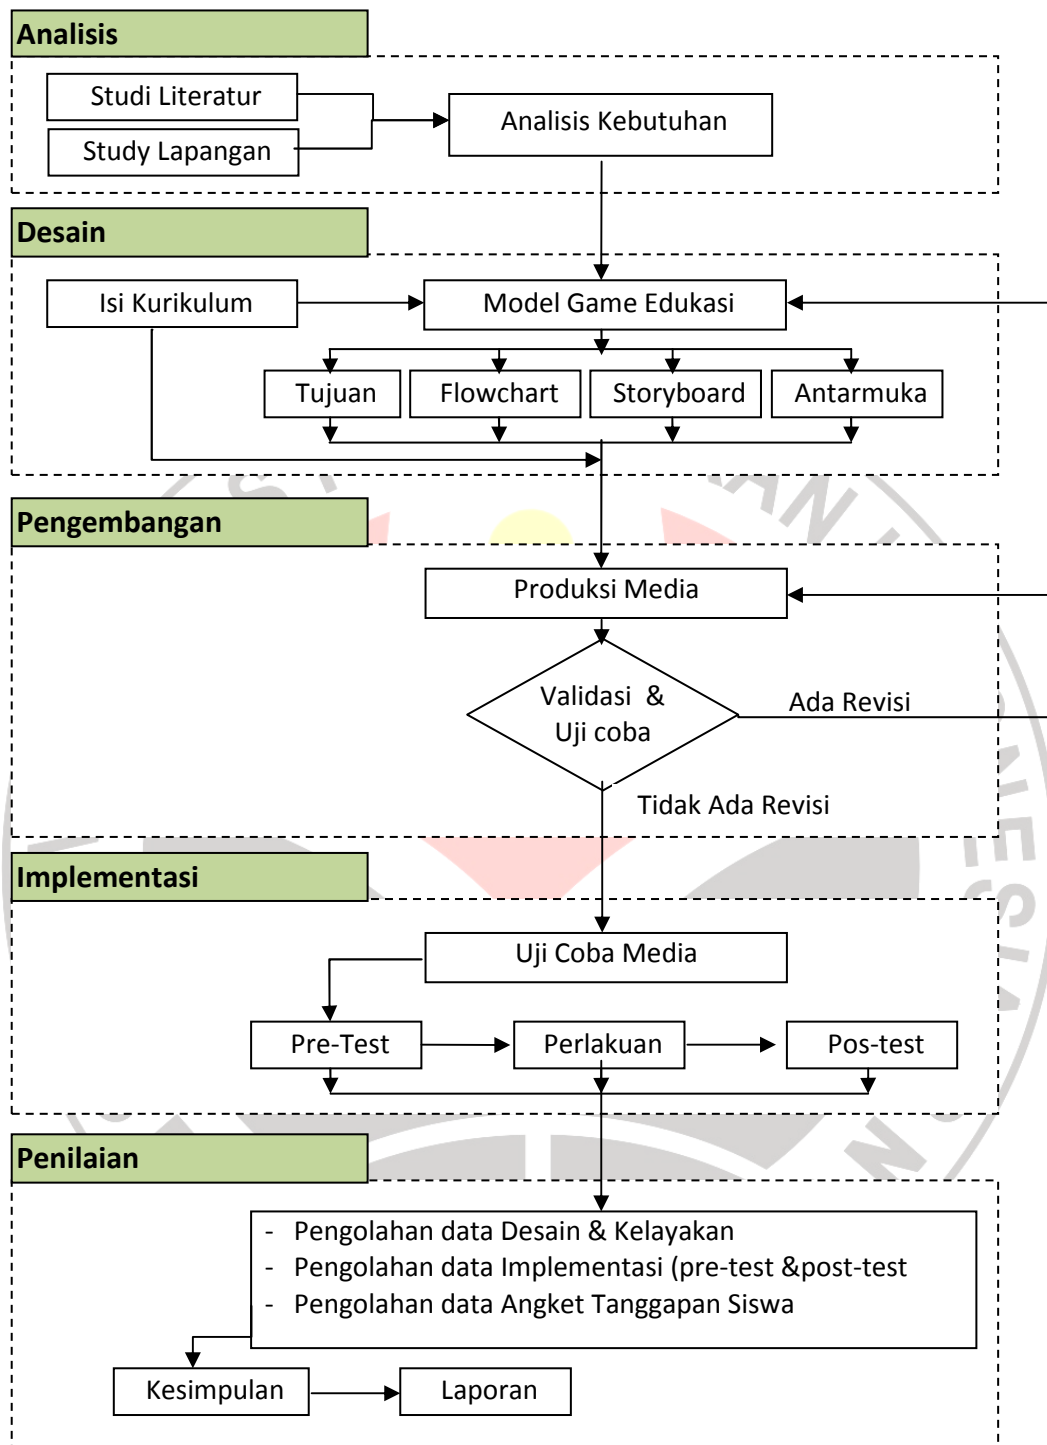 Analisis
Studi Literatur
Analisis Kebutuhan
Study Lapangan
Desain
Isi Kurikulum
Model Game Edukasi
Tujuan
Flowchart
Storyboard
Antarmuka
Pengembangan
Produksi Media
Validasi &
Uji coba
Ada Revisi
Tidak Ada Revisi
Implementasi
Uji Coba Media
Pre-Test
Perlakuan
Pos-test
Penilaian
- Pengolahan data Desain & Kelayakan
- Pengolahan data Implementasi (pre-test &post-test
- Pengolahan data Angket Tanggapan Siswa
Kesimpulan
Laporan